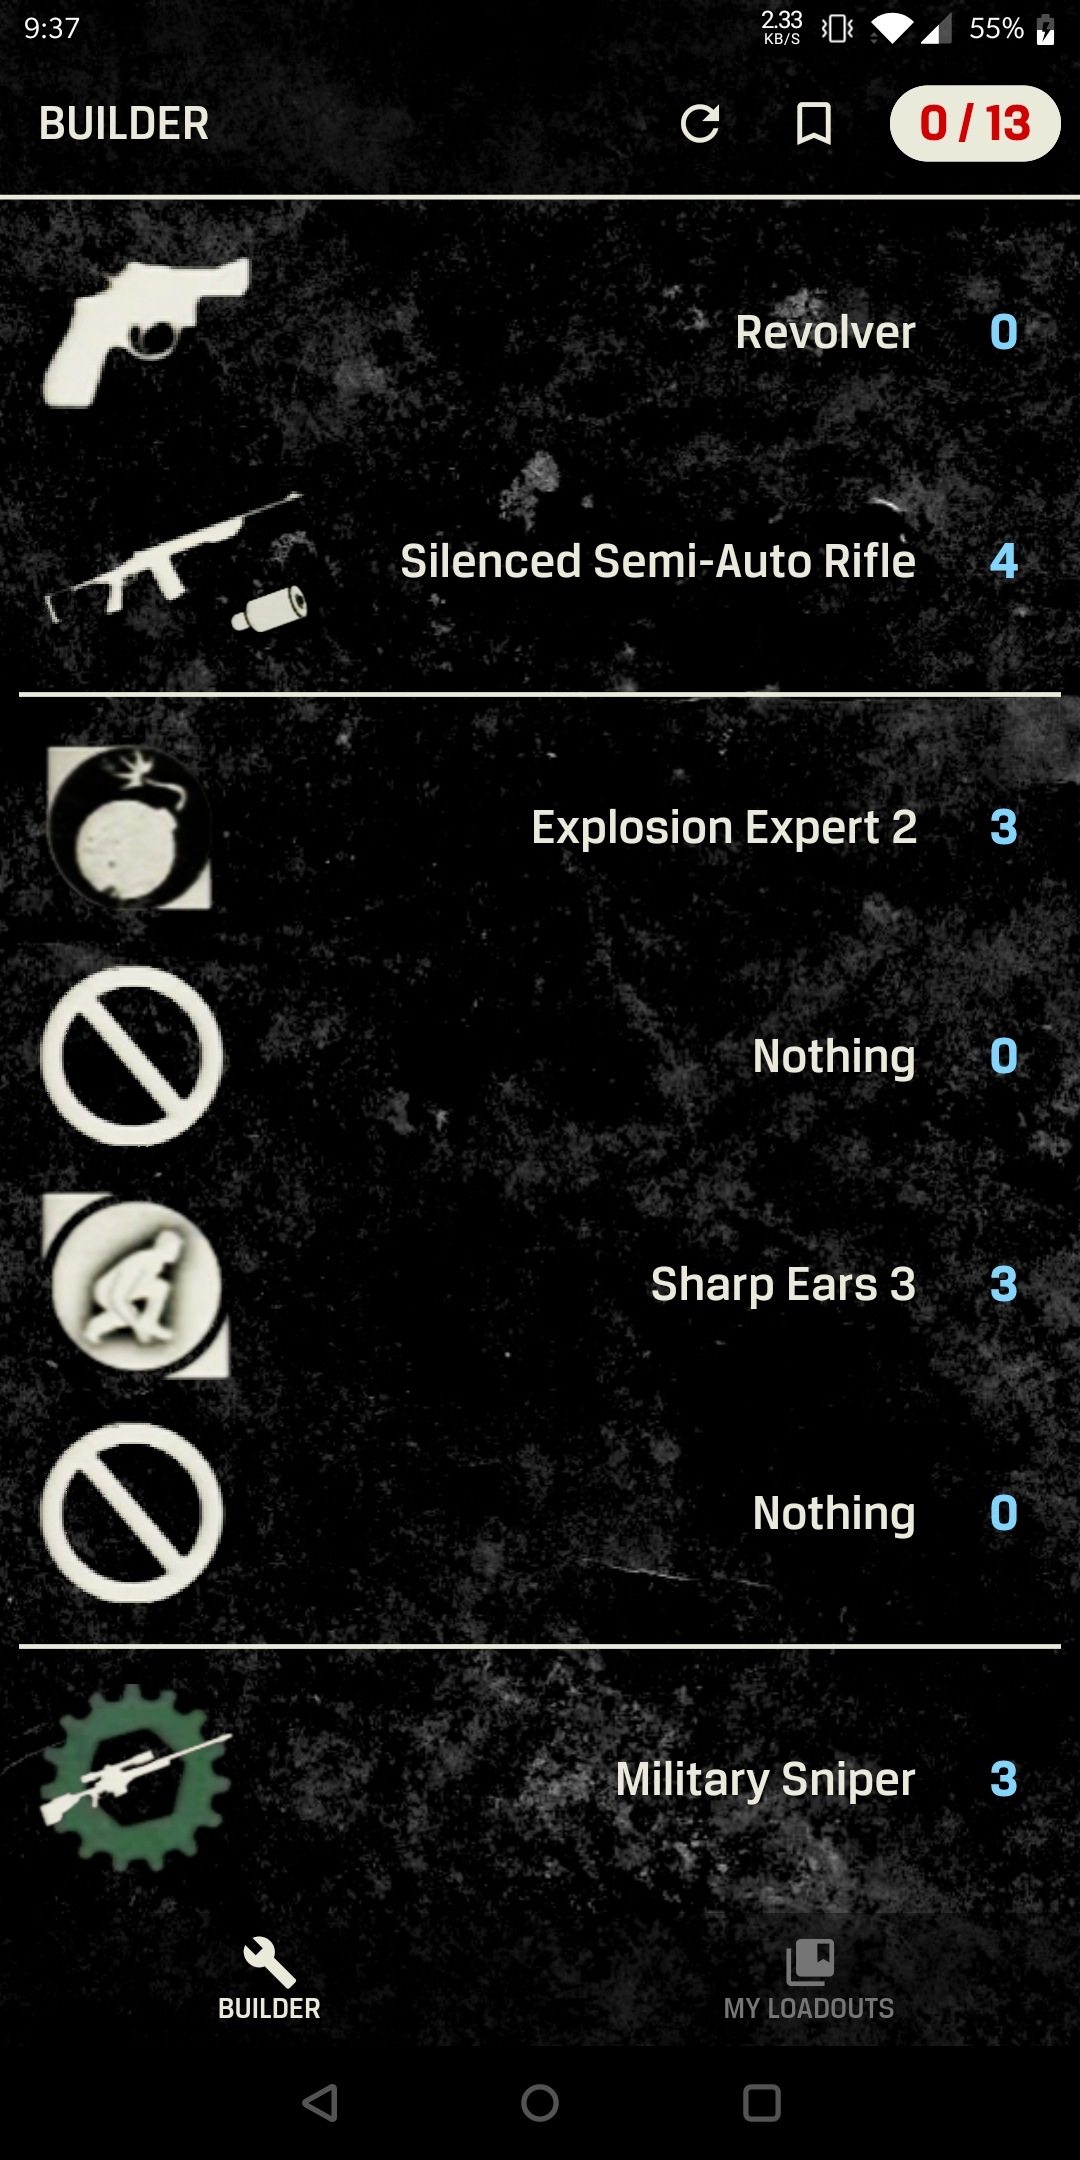 9:37
2.33
KB/S
55%
BUILDER
0 / 13
Revolver 0
Silenced Semi-Auto Rifle 4
Explosion Expert 2 3
Nothing 0
Sharp Ears 3 3
Nothing 0
Military Sniper 3
BUILDER
MY LOADOUTS